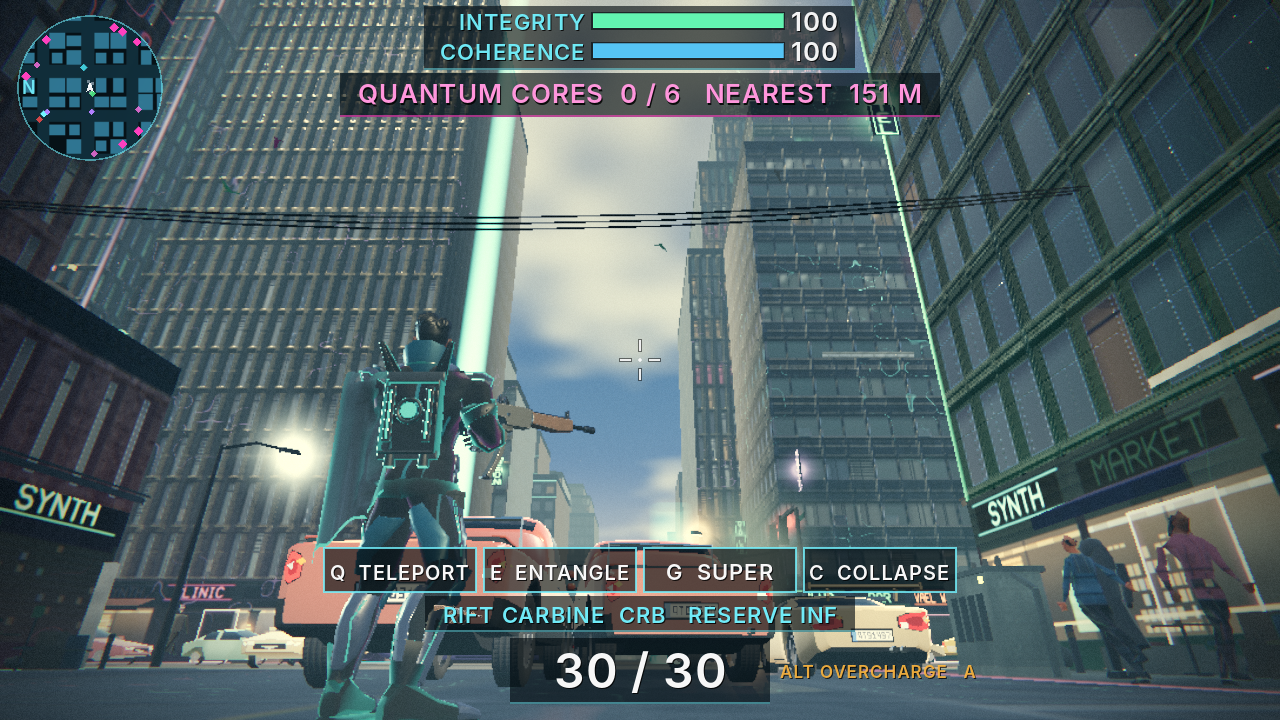 INTEGRITY 100
COHERENCE 100
QUANTUM CORES 0 / 6 NEAREST 151 M
N
E
MARKET
SYNTH
SYNTH
LINIC
Q TELEPORT
E ENTANGLE
G SUPER
C COLLAPSE
RIFT CARBINE CRB RESERVE INF
30 / 30
ALT OVERCHARGE A